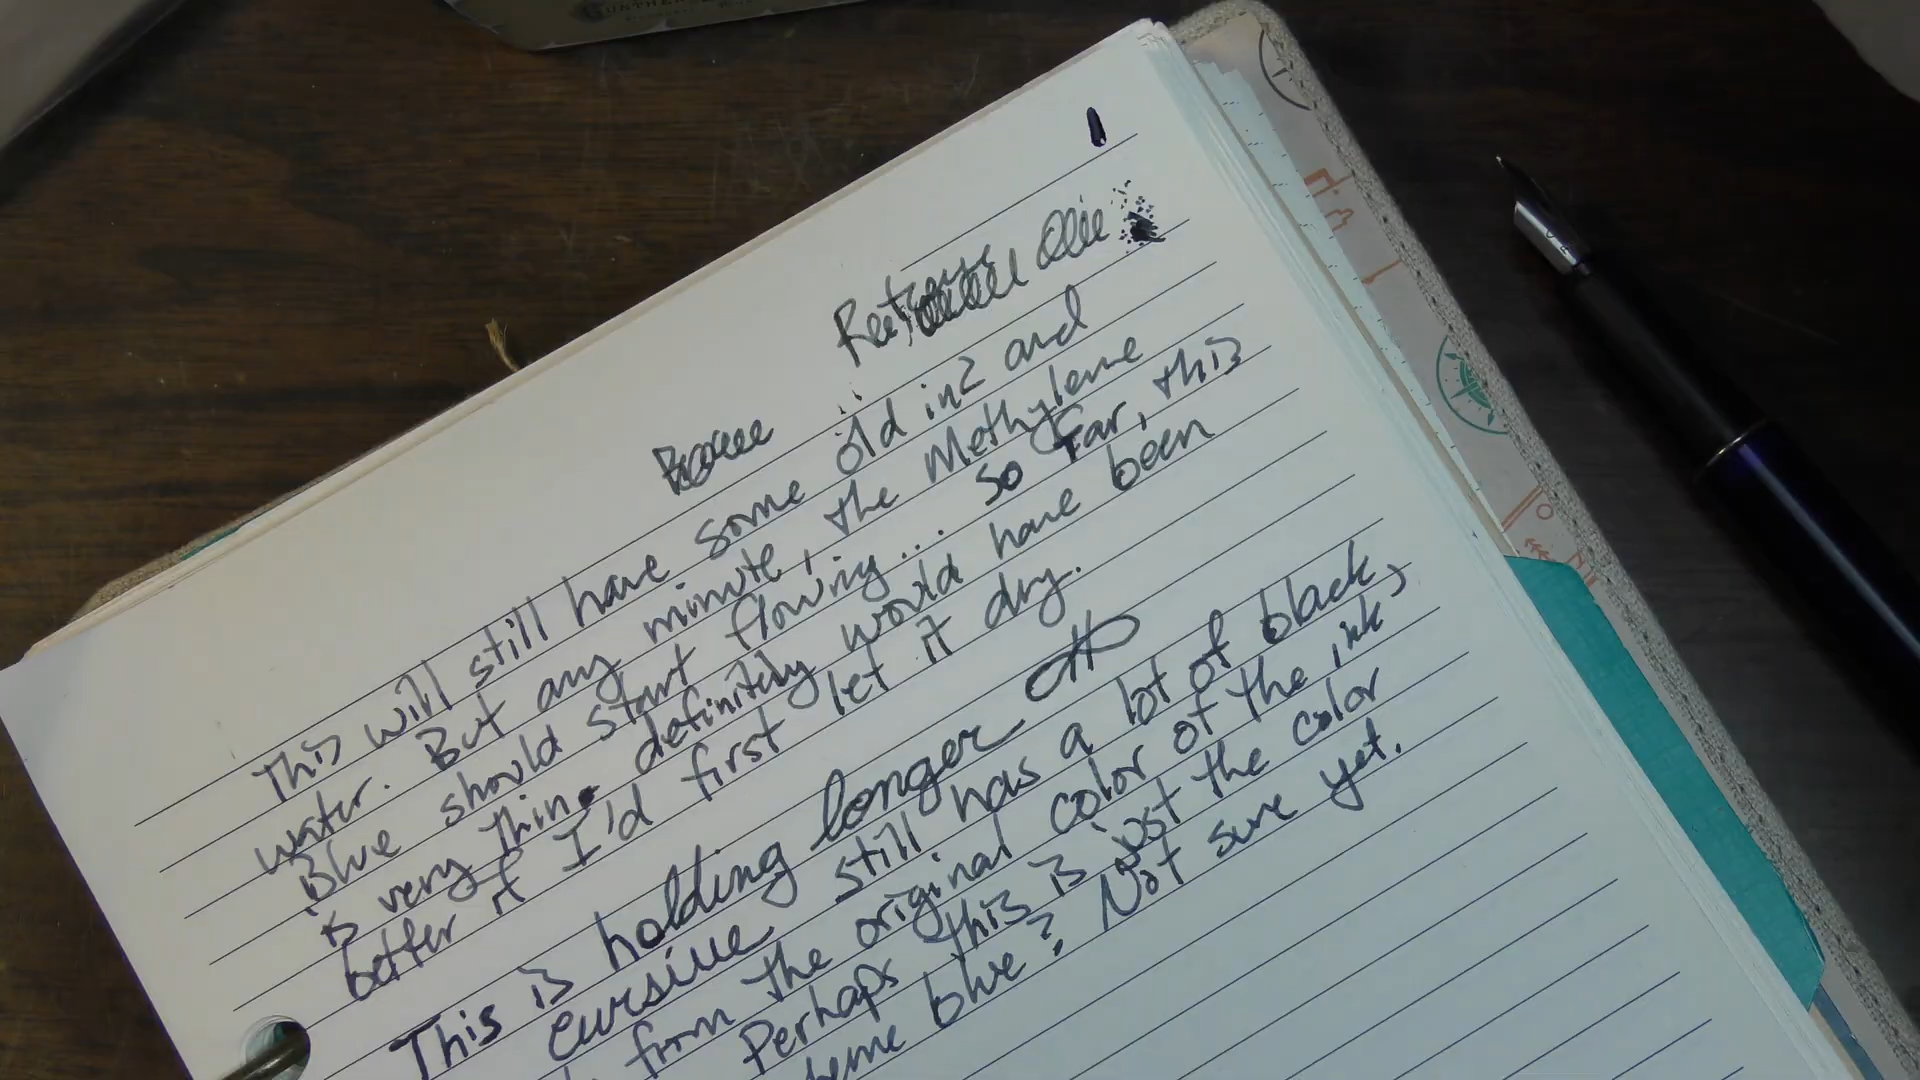 This will still have some old in2 and
water. But any minute, the Methylene
Blue should start flowing... so far, this
is very thin, definitely would have been
better if I'd first let it dry.
This is holding longer
cursive still has a lot of black,
from the original color of the ink,
Perhaps this is just the color
blue? Not sure yet.